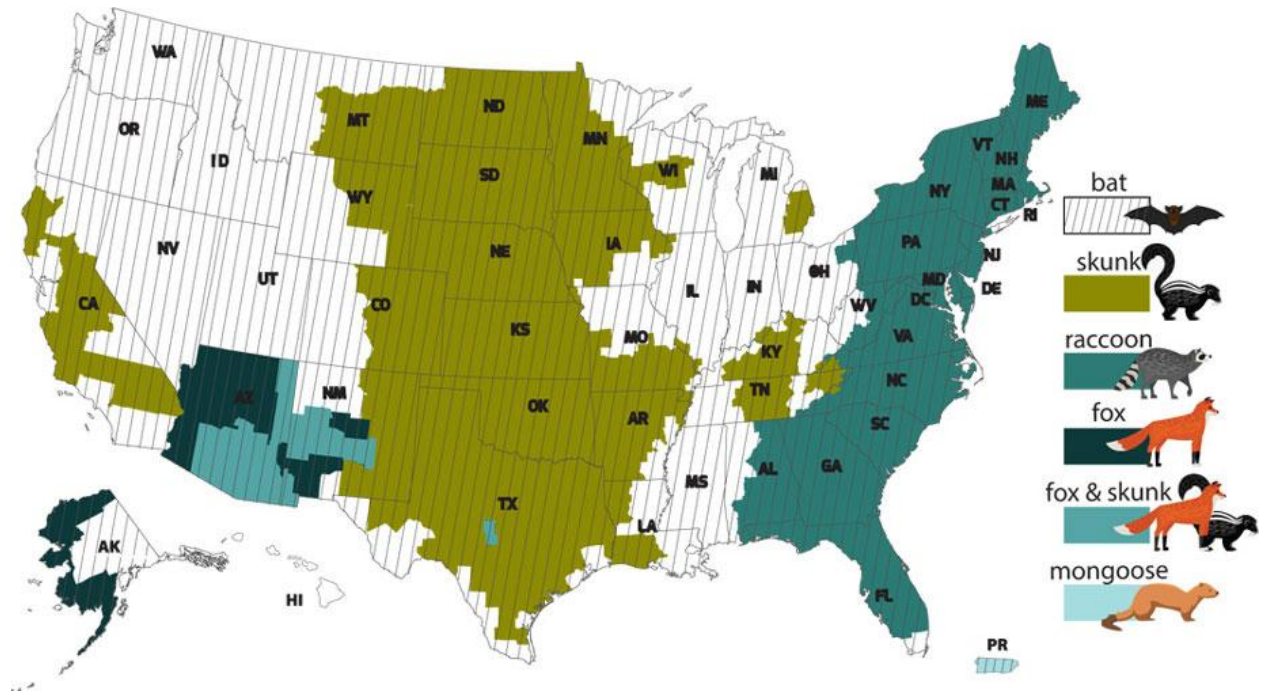 WA
OR
ID
MT
ND
MN
SD
WY
WI
MI
NV
UT
CA
CO
NE
IA
KS
MO
IL
IN
OH
KY
TN
WV
VA
NC
SC
PA
NY
VT
NH
ME
MA
CT
RI
NJ
MD
DE
DC
AZ
NM
OK
AR
TX
LA
MS
AL
GA
FL
AK
HI
PR
bat
skunk
raccoon
fox
fox & skunk
mongoose